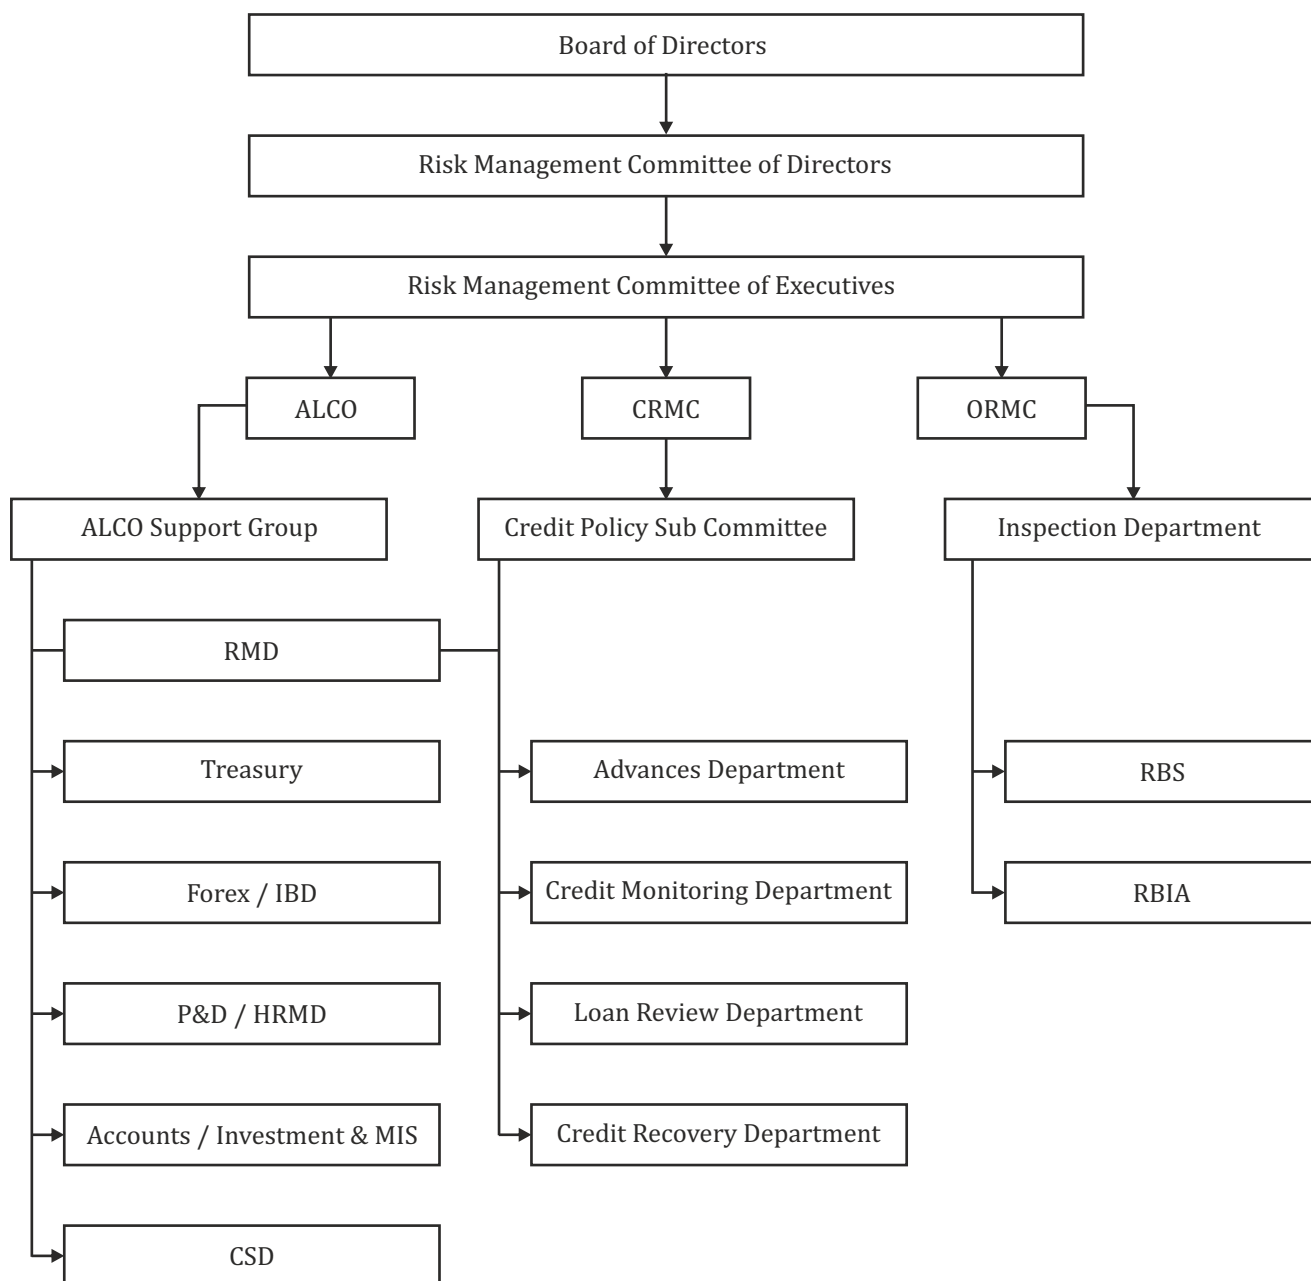 Board of Directors
Risk Management Committee of Directors
Risk Management Committee of Executives
ALCO
CRMC
ORMC
ALCO Support Group
Credit Policy Sub Committee
Inspection Department
RMD
Treasury
Advances Department
RBS
Forex / IBD
Credit Monitoring Department
RBIA
P&D / HRMD
Loan Review Department
Accounts / Investment & MIS
Credit Recovery Department
CSD